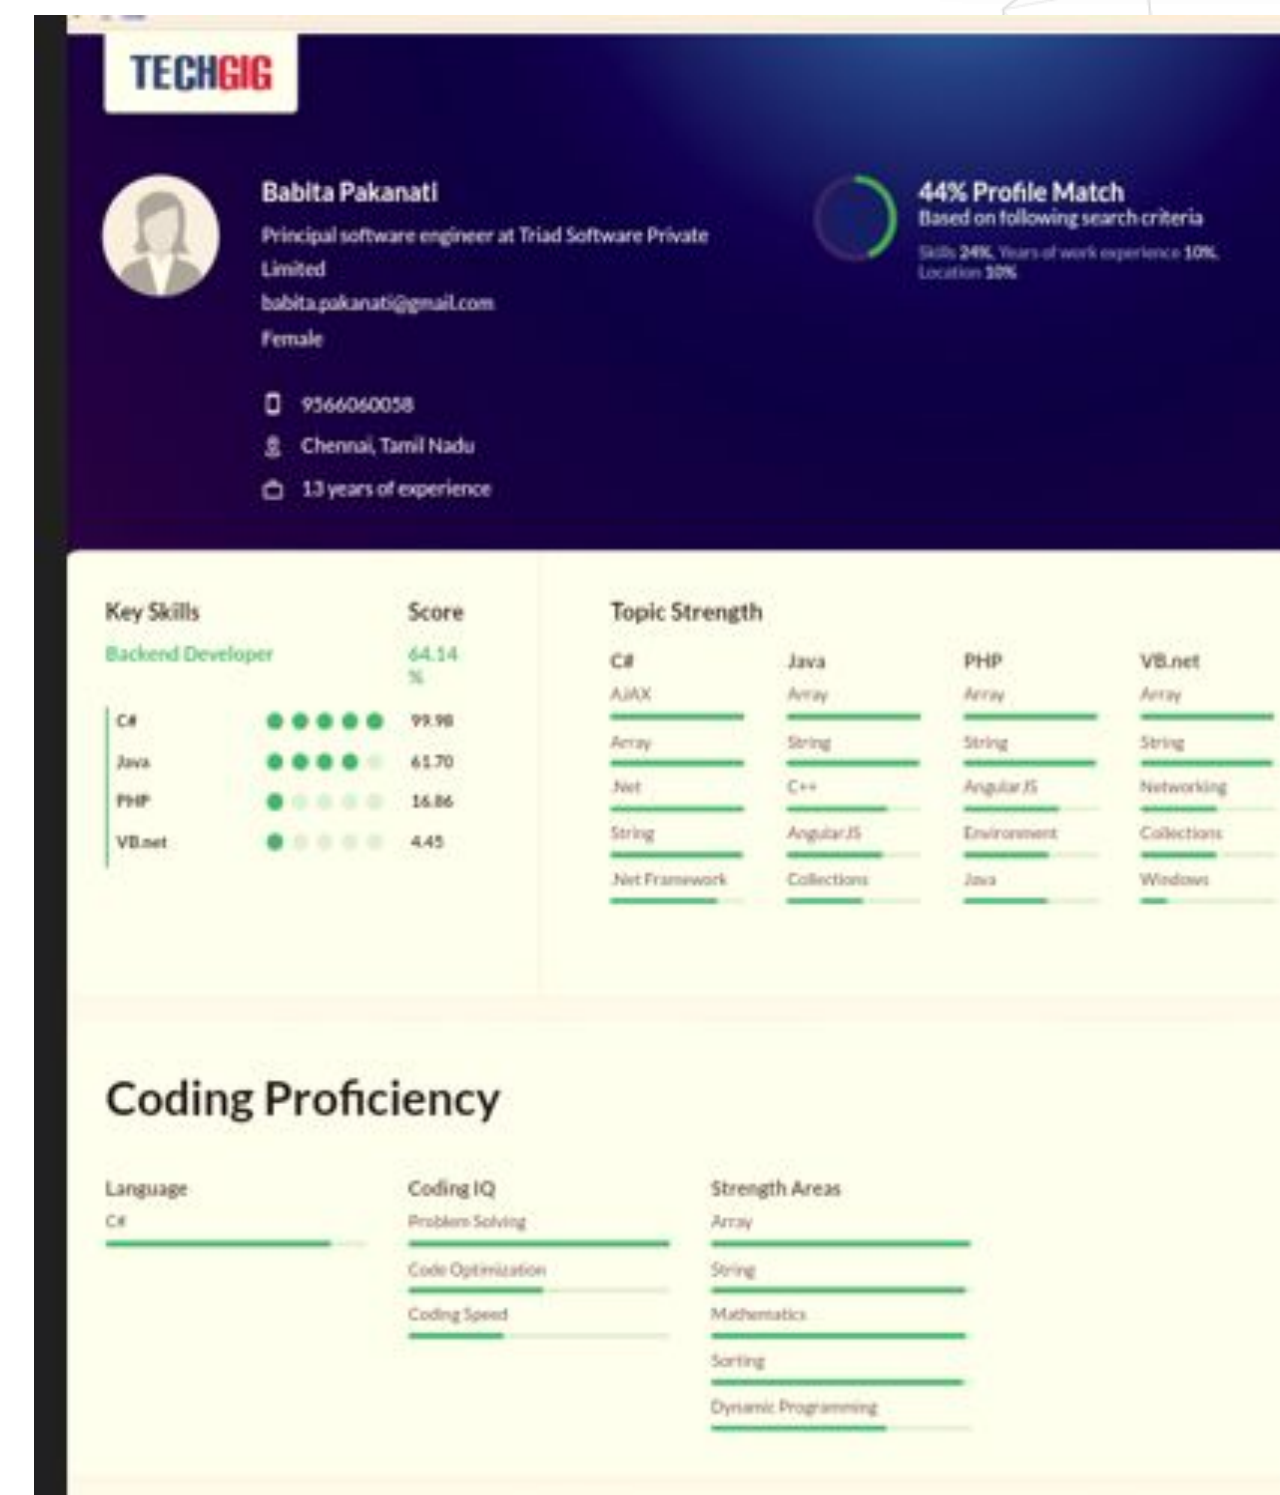 TECHGIG
Babita Pakanati
Principal software engineer at Triad Software Private
Limited
babita.pakanati@gmail.com
Female
9566060058
Chennai, Tamil Nadu
13 years of experience
44% Profile Match
Based on following search criteria
Skills 24%, Years of work experience 10%,
Location 10%
Key Skills Score
Backend Developer 64.14
%
C# 99.98
Java 61.70
PHP 16.86
VB.net 4.45
Topic Strength
C# Java PHP VB.net
AJAX Array Array Array
Array String String String
.Net C++ AngularJS Networking
String AngularJS Environment Collections
.Net Framework Collections Java Windows
Coding Proficiency
Language Coding IQ Strength Areas
C# Problem Solving Array
Code Optimization String
Coding Speed Mathematics
Sorting
Dynamic Programming